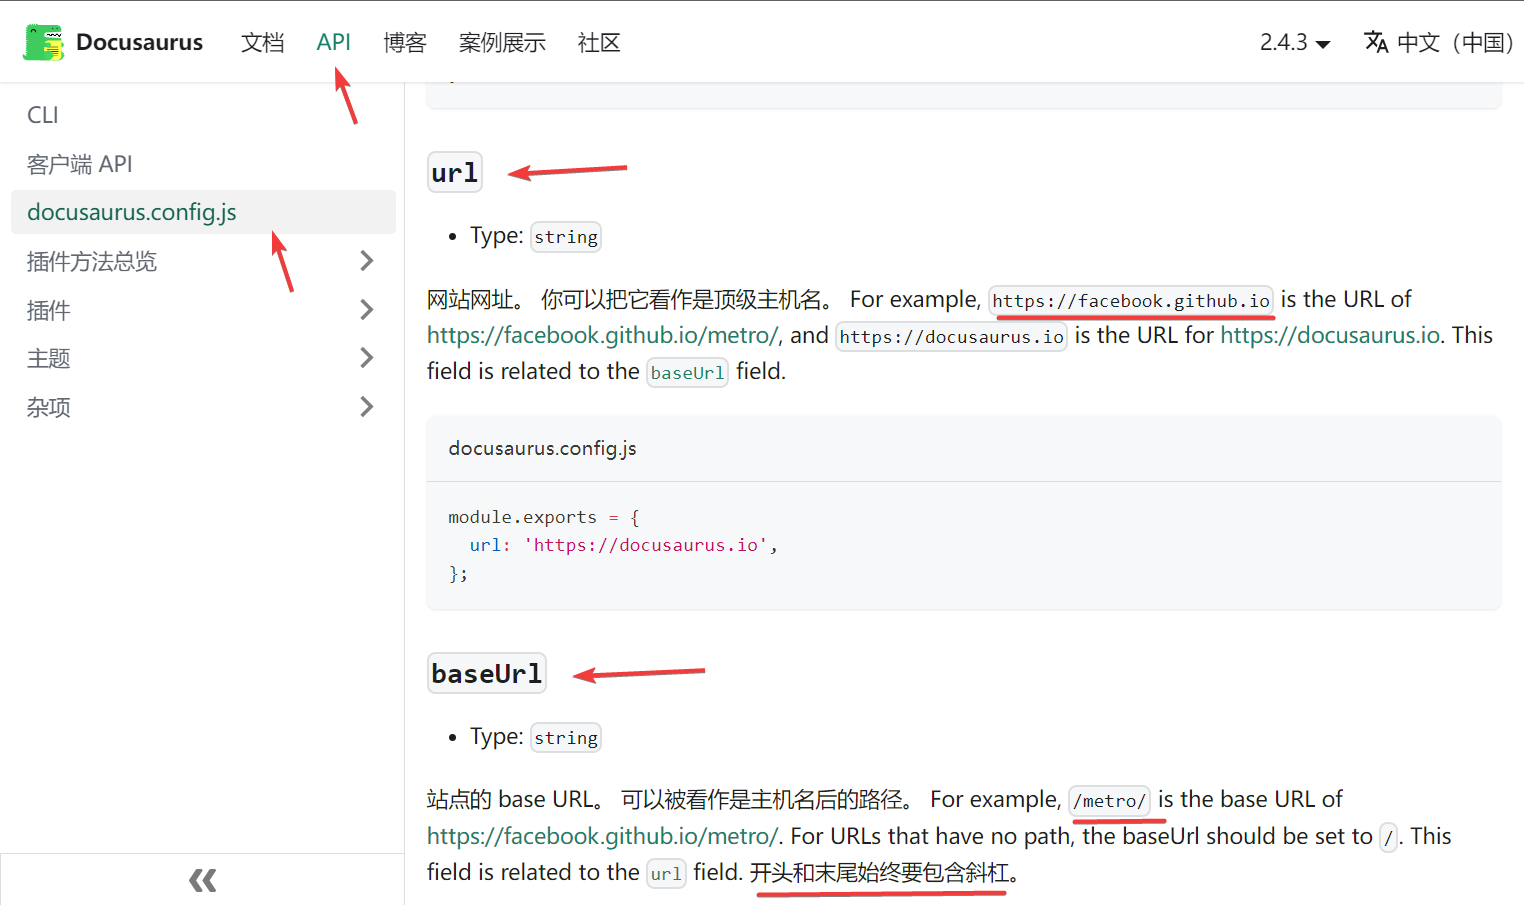 Docusaurus 文档 API 博客 案例展示 社区 2.4.3 中文（中国）
CLI
客户端 API
docusaurus.config.js
插件方法总览
插件
主题
杂项
url
Type: string
网站网址。 你可以把它看作是顶级主机名。 For example, https://facebook.github.io is the URL of
https://facebook.github.io/metro/, and https://docusaurus.io is the URL for https://docusaurus.io. This
field is related to the baseUrl field.
docusaurus.config.js
module.exports = {
url: 'https://docusaurus.io',
};
baseUrl
Type: string
站点的 base URL。 可以被看作是主机名后的路径。 For example, /metro/ is the base URL of
https://facebook.github.io/metro/. For URLs that have no path, the baseUrl should be set to /. This
field is related to the url field. 开头和末尾始终要包含斜杠。